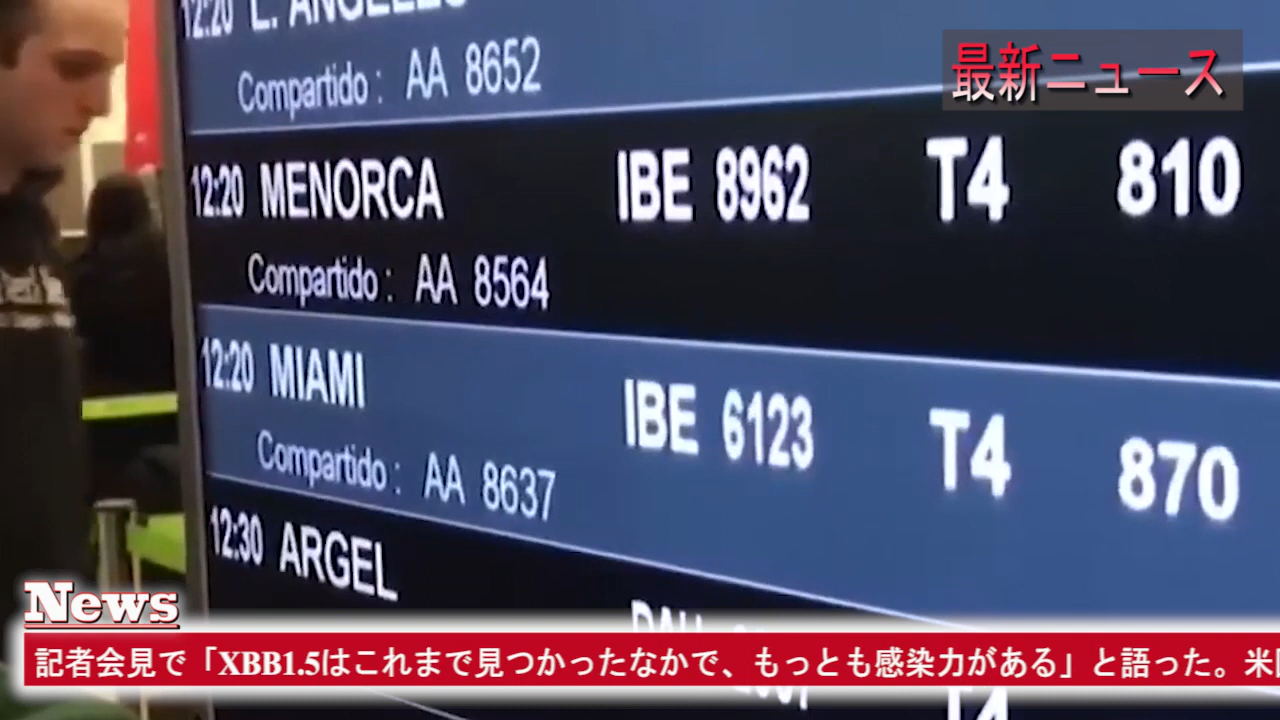 12:20 L. ANGELES
Compartido : AA 8652
最新ニュース
12:20 MENORCA IBE 8962 T4 810
Compartido : AA 8564
12:20 MIAMI IBE 6123 T4 870
Compartido : AA 8637
12:30 ARGEL
T4
News
記者会見で「XBB1.5はこれまで見つかったなかで、もっとも感染力がある」と語った。米